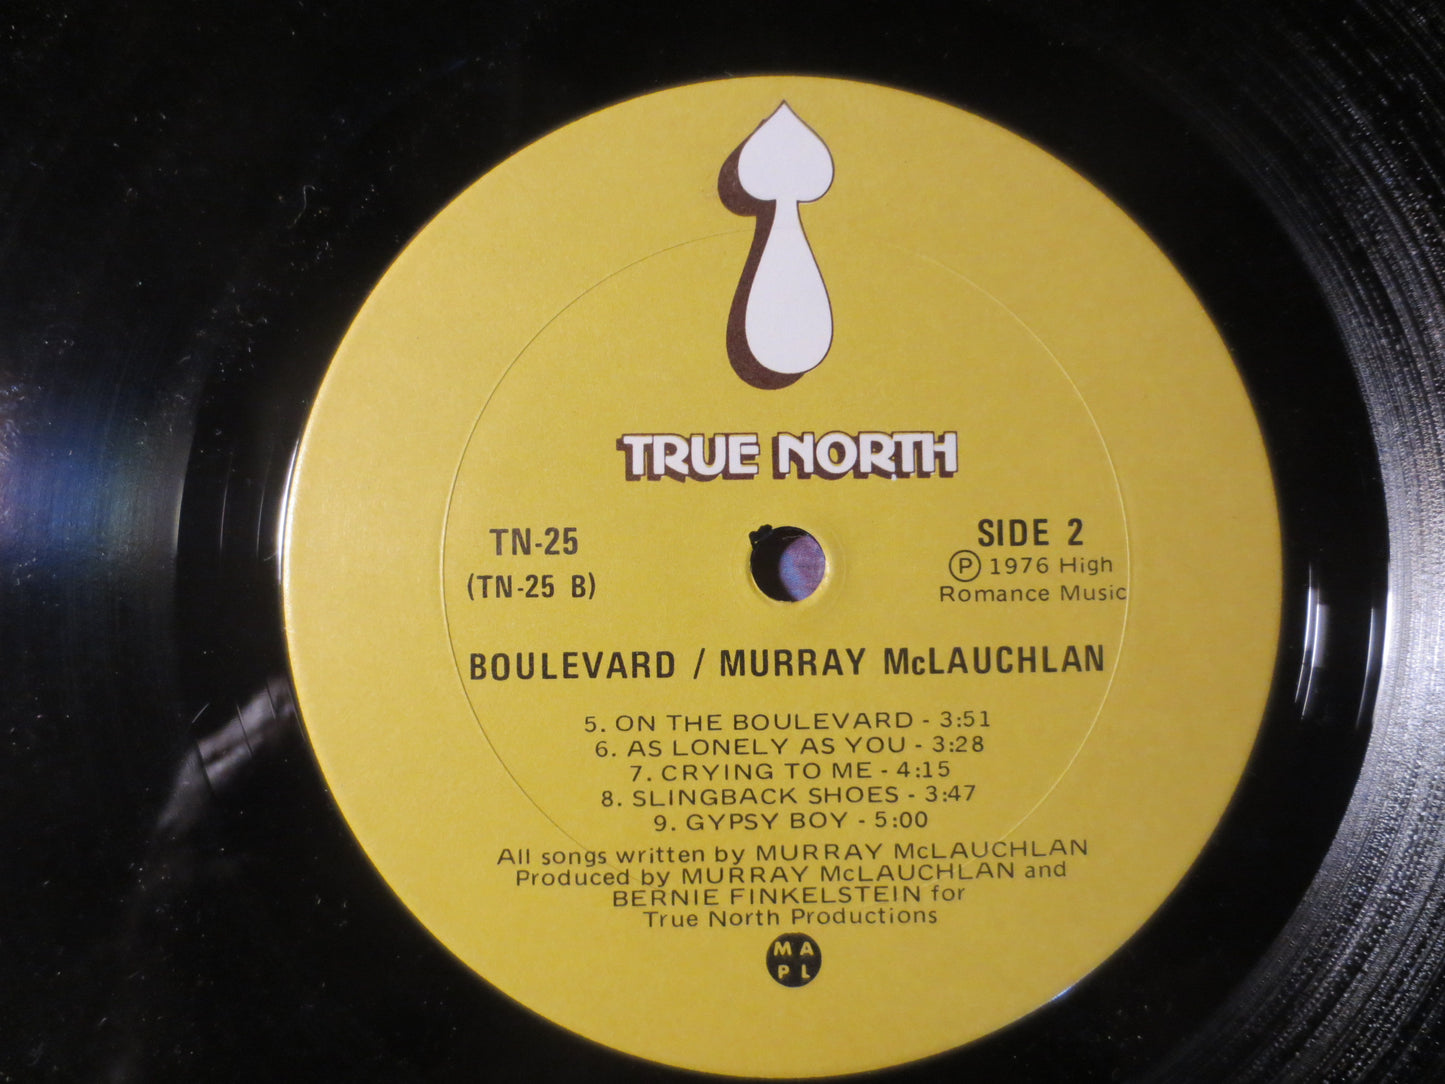 TRUE NORTH
TN-25
(TN-25 B)
SIDE 2
Ⓟ 1976 High
Romance Music
BOULEVARD / MURRAY McLAUCHLAN
5. ON THE BOULEVARD - 3:51
6. AS LONELY AS YOU - 3:28
7. CRYING TO ME - 4:15
8. SLINGBACK SHOES - 3:47
9. GYPSY BOY - 5:00
All songs written by MURRAY McLAUCHLAN
Produced by MURRAY McLAUCHLAN and
BERNIE FINKELSTEIN for
True North Productions
M A
P L